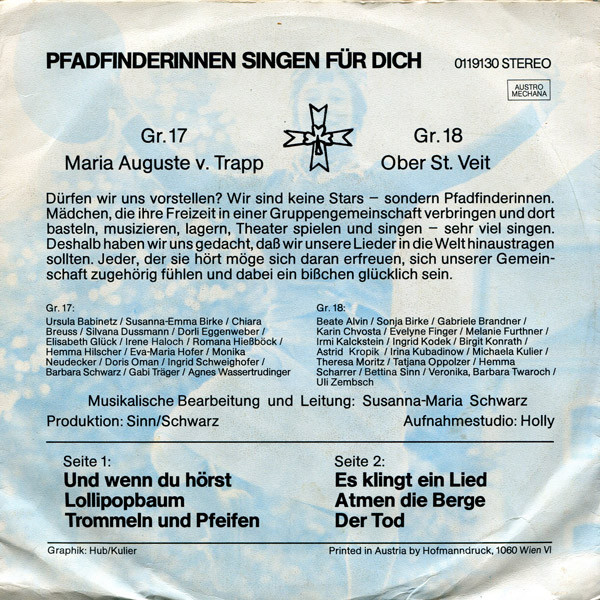 PFADFINDERINNEN SINGEN FÜR DICH 0119130 STEREO
AUSTRO
MECHANA
Gr. 17
Maria Auguste v. Trapp
Gr. 18
Ober St. Veit
Dürfen wir uns vorstellen? Wir sind keine Stars – sondern Pfadfinderinnen.
Mädchen, die ihre Freizeit in einer Gruppengemeinschaft verbringen und dort
basteln, musizieren, lagern, Theater spielen und singen – sehr viel singen.
Deshalb haben wir uns gedacht, daß wir unsere Lieder in die Welt hinaustragen
sollten. Jeder, der sie hört möge sich daran erfreuen, sich unserer Gemein-
schaft zugehörig fühlen und dabei ein bißchen glücklich sein.
Gr. 17:
Ursula Babinetz / Susanna-Emma Birke / Chiara
Breuss / Silvana Dussmann / Dorli Eggenweber /
Elisabeth Glück / Irene Haloch / Romana Hießböck /
Hemma Hilscher / Eva-Maria Hofer / Monika
Neudecker / Doris Oman / Ingrid Schweighofer /
Barbara Schwarz / Gabi Träger / Agnes Wassertrudinger
Gr. 18:
Beate Alvin / Sonja Birke / Gabriele Brandner /
Karin Chvosta / Evelyne Finger / Melanie Furthner /
Irmi Kalckstein / Ingrid Kodek / Birgit Konrath /
Astrid Kropik / Irina Kubadinow / Michaela Kulier /
Theresa Moritz / Tatjana Oppolzer / Hemma
Scharrer / Bettina Sinn / Veronika, Barbara Twaroch /
Uli Zembsch
Musikalische Bearbeitung und Leitung: Susanna-Maria Schwarz
Produktion: Sinn/Schwarz Aufnahmestudio: Holly
Seite 1:
Und wenn du hörst
Lollipopbaum
Trommeln und Pfeifen
Seite 2:
Es klingt ein Lied
Atmen die Berge
Der Tod
Graphik: Hub/Kulier Printed in Austria by Hofmanndruck, 1060 Wien VI